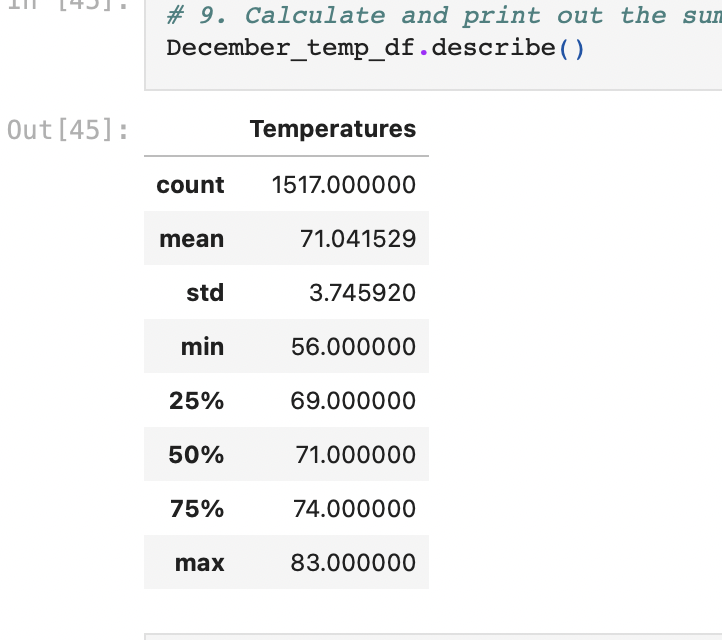 In [45]:
# 9. Calculate and print out the
December_temp_df.describe()
Out[45]:
Temperatures
count 1517.000000
mean 71.041529
std 3.745920
min 56.000000
25% 69.000000
50% 71.000000
75% 74.000000
max 83.000000